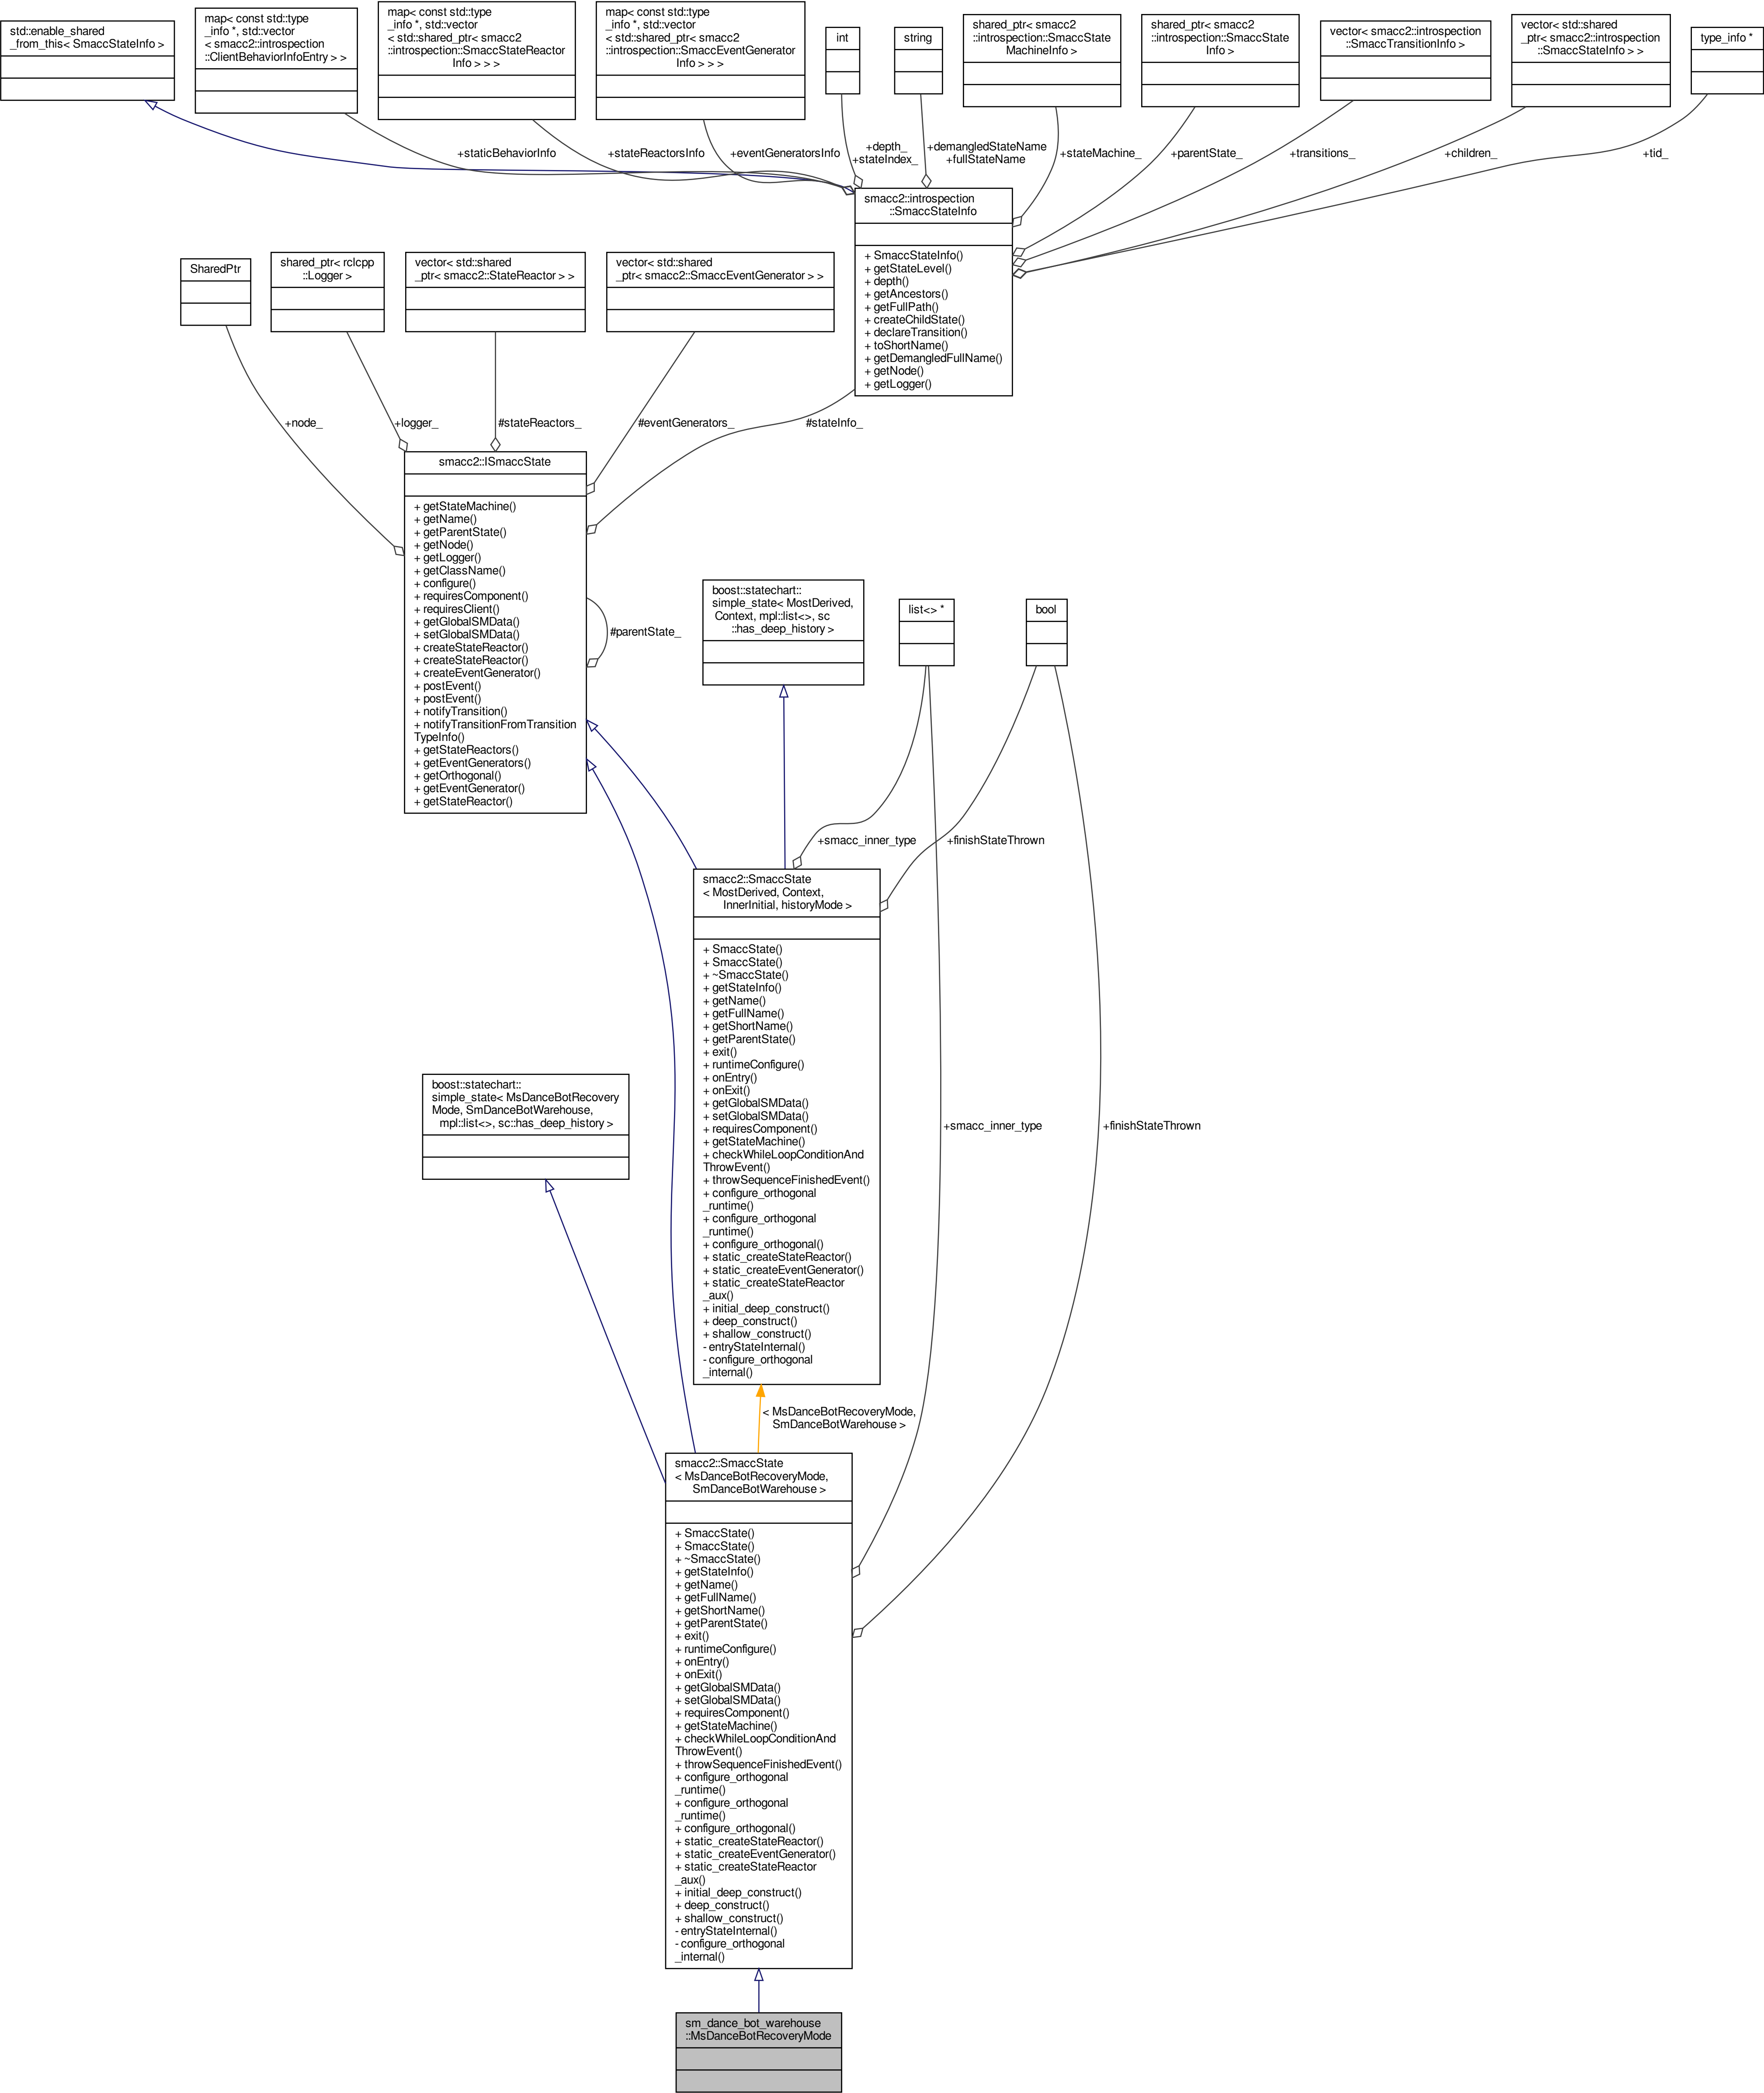 std::enable_shared
_from_this< SmaccStateInfo >
map< const std::type
_info *, std::vector
< smacc2::introspection
::ClientBehaviorInfoEntry > >
map< const std::type
_info *, std::vector
< std::shared_ptr< smacc2
::introspection::SmaccStateReactor
Info > > >
map< const std::type
_info *, std::vector
< std::shared_ptr< smacc2
::introspection::SmaccEventGenerator
Info > > >
int
string
shared_ptr< smacc2
::introspection::SmaccState
MachineInfo >
shared_ptr< smacc2
::introspection::SmaccState
Info >
vector< smacc2::introspection
::SmaccTransitionInfo >
vector< std::shared
_ptr< smacc2::introspection
::SmaccStateInfo > >
type_info *
+staticBehaviorInfo
+stateReactorsInfo
+eventGeneratorsInfo
+depth_
+stateIndex_
+demangledStateName
+fullStateName
+stateMachine_
+parentState_
+transitions_
+children_
+tid_
smacc2::introspection
::SmaccStateInfo
+ SmaccStateInfo()
+ getStateLevel()
+ depth()
+ getAncestors()
+ getFullPath()
+ createChildState()
+ declareTransition()
+ toShortName()
+ getDemangledFullName()
+ getNode()
+ getLogger()
SharedPtr
shared_ptr< rclcpp
::Logger >
vector< std::shared
_ptr< smacc2::StateReactor > >
vector< std::shared
_ptr< smacc2::SmaccEventGenerator > >
+node_
+logger_
#stateReactors_
#eventGenerators_
#stateInfo_
smacc2::ISmaccState
+ getStateMachine()
+ getName()
+ getParentState()
+ getNode()
+ getLogger()
+ getClassName()
+ configure()
+ requiresComponent()
+ requiresClient()
+ getGlobalSMData()
+ setGlobalSMData()
+ createStateReactor()
+ createStateReactor()
+ createEventGenerator()
+ postEvent()
+ postEvent()
+ notifyTransition()
+ notifyTransitionFromTransition
TypeInfo()
+ getStateReactors()
+ getEventGenerators()
+ getOrthogonal()
+ getEventGenerator()
+ getStateReactor()
#parentState_
boost::statechart::
simple_state< MostDerived,
Context, mpl::list<>, sc
::has_deep_history >
list<> *
bool
+smacc_inner_type
+finishStateThrown
smacc2::SmaccState
< MostDerived, Context,
InnerInitial, historyMode >
+ SmaccState()
+ SmaccState()
+ ~SmaccState()
+ getStateInfo()
+ getName()
+ getFullName()
+ getShortName()
+ getParentState()
+ exit()
+ runtimeConfigure()
+ onEntry()
+ onExit()
+ getGlobalSMData()
+ setGlobalSMData()
+ requiresComponent()
+ getStateMachine()
+ checkWhileLoopConditionAnd
ThrowEvent()
+ throwSequenceFinishedEvent()
+ configure_orthogonal
_runtime()
+ configure_orthogonal
_runtime()
+ configure_orthogonal()
+ static_createStateReactor()
+ static_createEventGenerator()
+ static_createStateReactor
_aux()
+ initial_deep_construct()
+ deep_construct()
+ shallow_construct()
- entryStateInternal()
- configure_orthogonal
_internal()
boost::statechart::
simple_state< MsDanceBotRecovery
Mode, SmDanceBotWarehouse,
mpl::list<>, sc::has_deep_history >
+smacc_inner_type
+finishStateThrown
< MsDanceBotRecoveryMode,
SmDanceBotWarehouse >
smacc2::SmaccState
< MsDanceBotRecoveryMode,
SmDanceBotWarehouse >
+ SmaccState()
+ SmaccState()
+ ~SmaccState()
+ getStateInfo()
+ getName()
+ getFullName()
+ getShortName()
+ getParentState()
+ exit()
+ runtimeConfigure()
+ onEntry()
+ onExit()
+ getGlobalSMData()
+ setGlobalSMData()
+ requiresComponent()
+ getStateMachine()
+ checkWhileLoopConditionAnd
ThrowEvent()
+ throwSequenceFinishedEvent()
+ configure_orthogonal
_runtime()
+ configure_orthogonal
_runtime()
+ configure_orthogonal()
+ static_createStateReactor()
+ static_createEventGenerator()
+ static_createStateReactor
_aux()
+ initial_deep_construct()
+ deep_construct()
+ shallow_construct()
- entryStateInternal()
- configure_orthogonal
_internal()
sm_dance_bot_warehouse
::MsDanceBotRecoveryMode